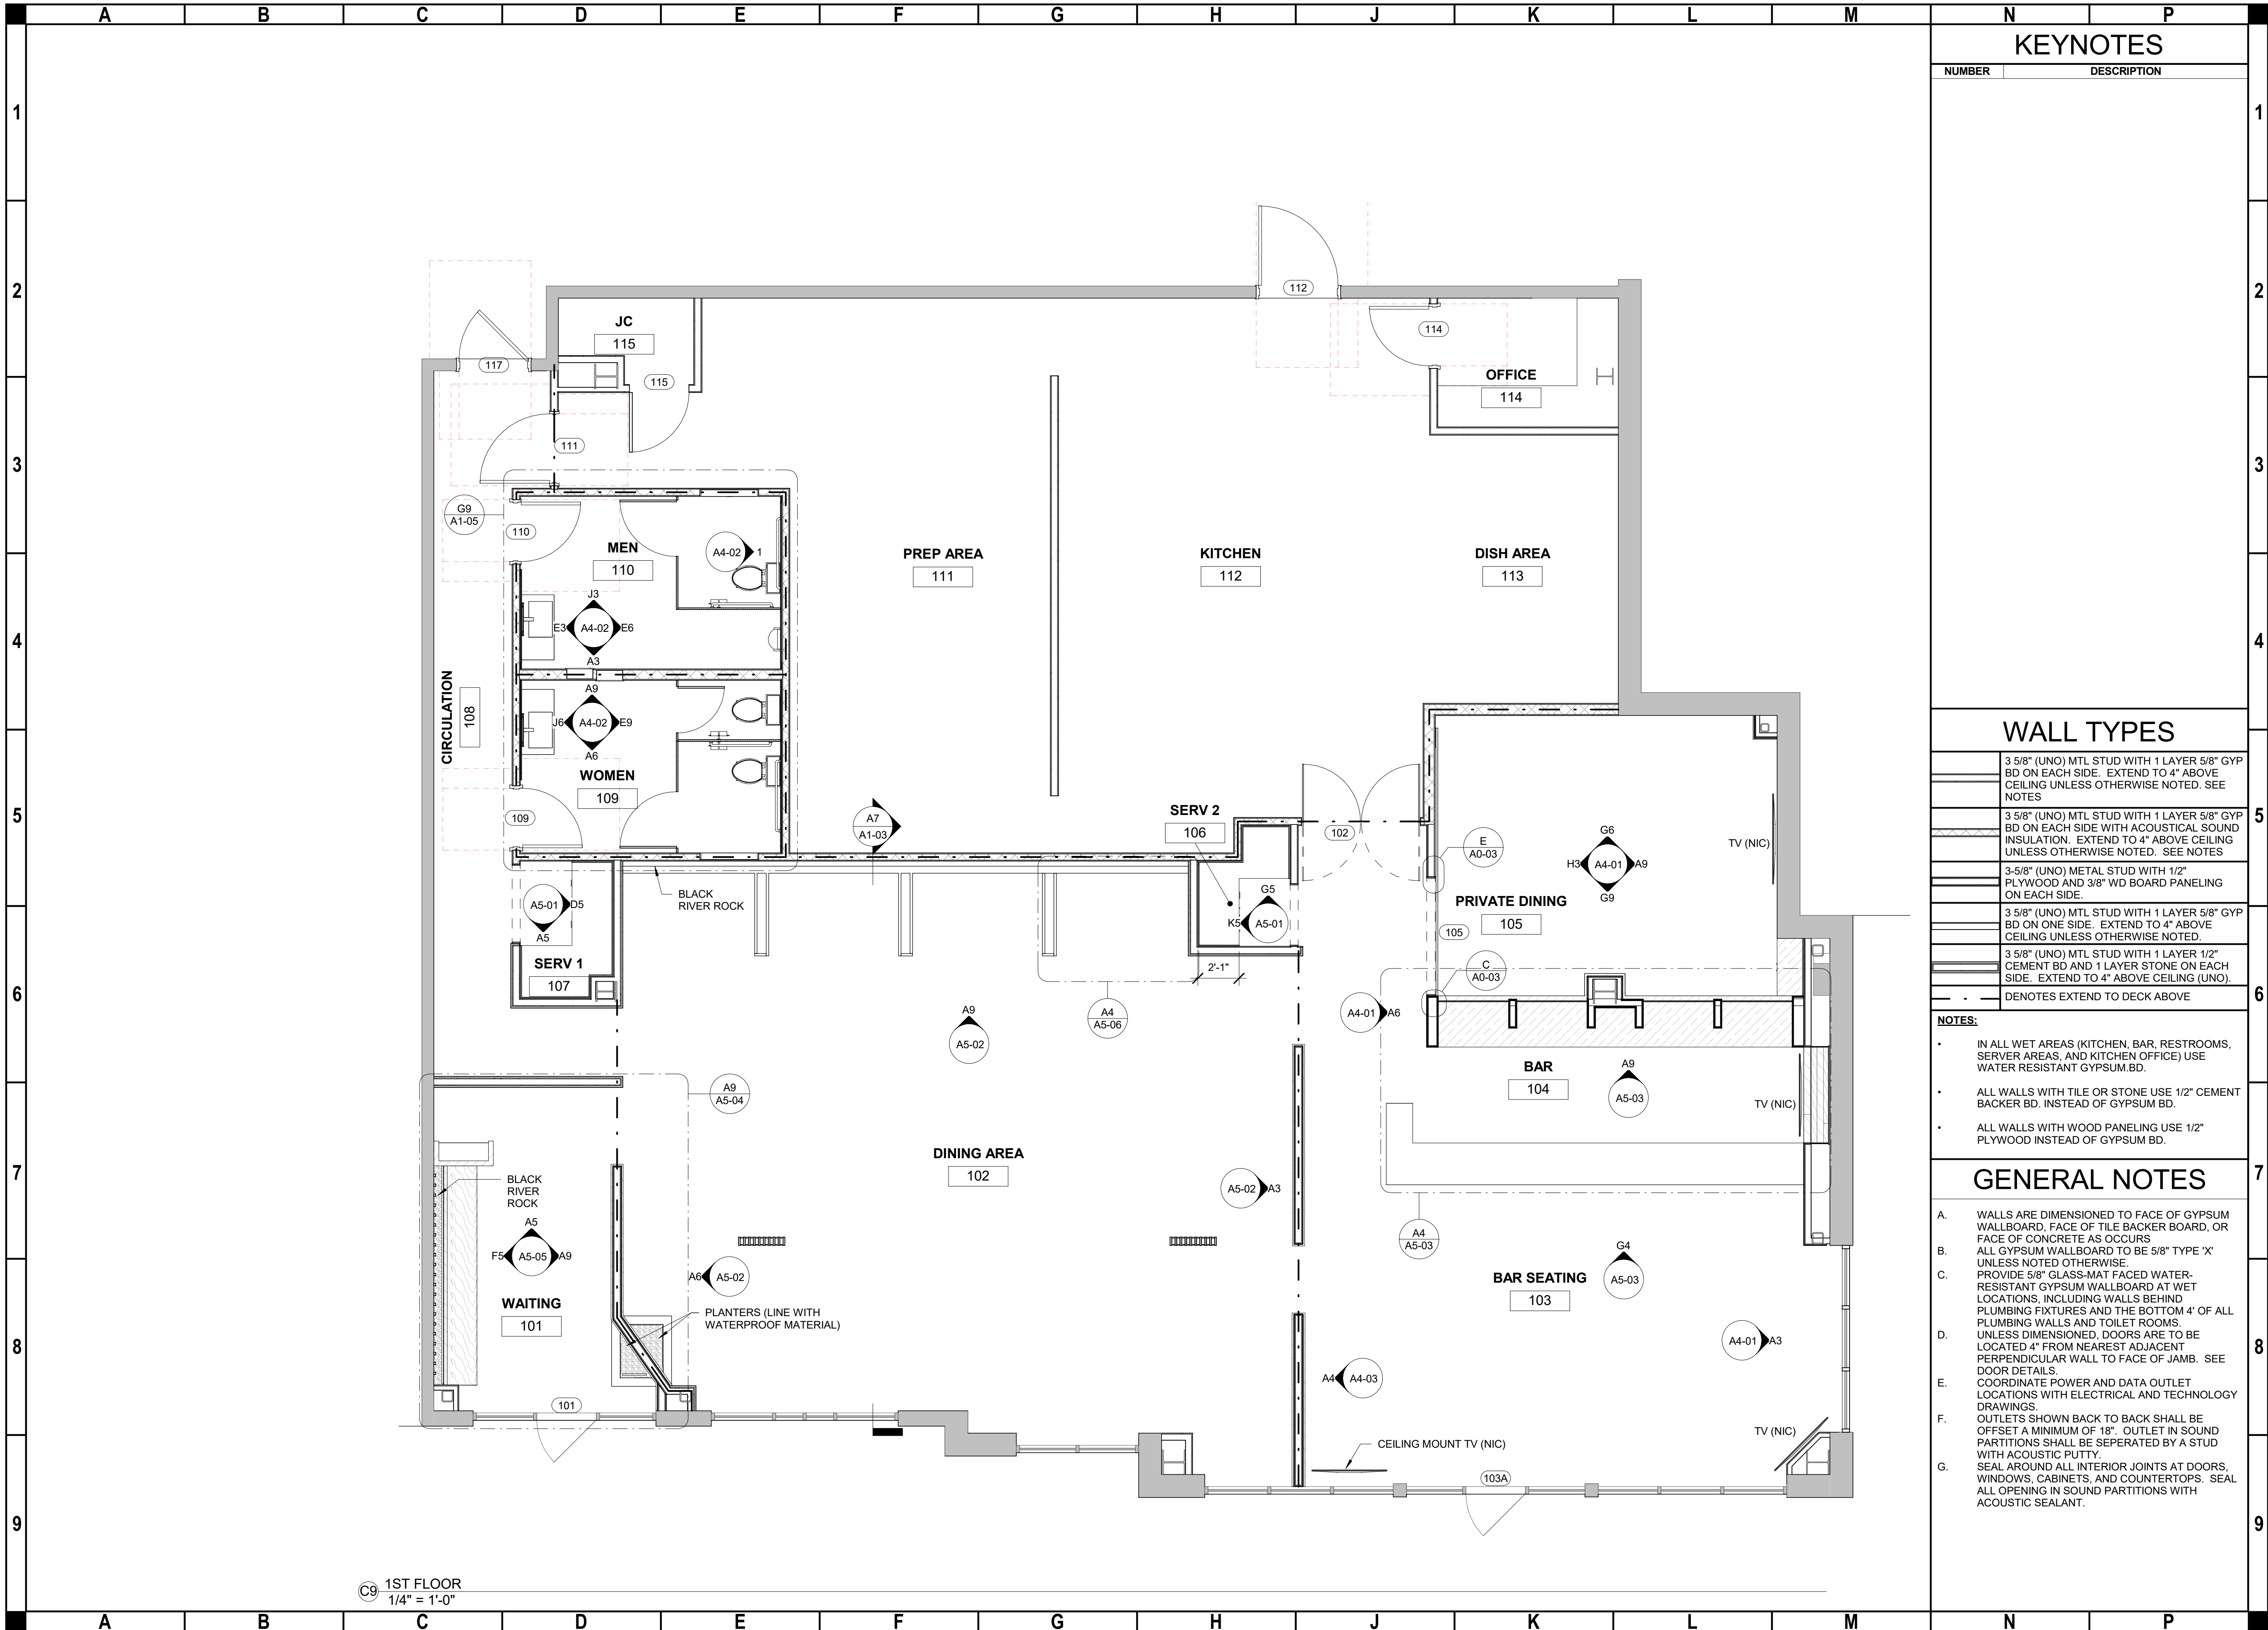 A B C D E F G H J K L M N P
KEYNOTES
NUMBER DESCRIPTION
1 1
2 2
112
JC
115
114
117
115
OFFICE
114
111
3 3
G9
A1-05
110
MEN
110
A4-02 1
PREP AREA
111
KITCHEN
112
DISH AREA
113
J3
E3 A4-02 E6
A3
4 4
CIRCULATION
108
A9
J6 A4-02 E9
A6
WOMEN
109
109
5 5
A7
A1-03
SERV 2
106
102
E
A0-03
G6
H3 A4-01 A9
G9
TV (NIC)
BLACK
RIVER ROCK
A5-01 D5
A5
G5
K5 A5-01
PRIVATE DINING
105
105
SERV 1
107
2'-1"
C
A0-03
6 6
A9
A5-02
A4
A5-06
A4-01 A6
A9
A5-04
BAR
104
A9
A5-03
TV (NIC)
DINING AREA
102
7 7
BLACK
RIVER
ROCK
A5-02 A3
A5
F5 A5-05 A9
A4
A5-03
A6 A5-02
G4
A5-03
BAR SEATING
103
WAITING
101
PLANTERS (LINE WITH
WATERPROOF MATERIAL)
8 8
A4-01 A3
A4 A4-03
101
CEILING MOUNT TV (NIC)
TV (NIC)
103A
9 9
C9 1ST FLOOR
1/4" = 1'-0"
WALL TYPES
3 5/8" (UNO) MTL STUD WITH 1 LAYER 5/8" GYP
BD ON EACH SIDE. EXTEND TO 4" ABOVE
CEILING UNLESS OTHERWISE NOTED. SEE
NOTES
3 5/8" (UNO) MTL STUD WITH 1 LAYER 5/8" GYP
BD ON EACH SIDE WITH ACOUSTICAL SOUND
INSULATION. EXTEND TO 4" ABOVE CEILING
UNLESS OTHERWISE NOTED. SEE NOTES
3-5/8" (UNO) METAL STUD WITH 1/2"
PLYWOOD AND 3/8" WD BOARD PANELING
ON EACH SIDE.
3 5/8" (UNO) MTL STUD WITH 1 LAYER 5/8" GYP
BD ON ONE SIDE. EXTEND TO 4" ABOVE
CEILING UNLESS OTHERWISE NOTED.
3 5/8" (UNO) MTL STUD WITH 1 LAYER 1/2"
CEMENT BD AND 1 LAYER STONE ON EACH
SIDE. EXTEND TO 4" ABOVE CEILING (UNO).
DENOTES EXTEND TO DECK ABOVE
NOTES:
• IN ALL WET AREAS (KITCHEN, BAR, RESTROOMS,
SERVER AREAS, AND KITCHEN OFFICE) USE
WATER RESISTANT GYPSUM.BD.
• ALL WALLS WITH TILE OR STONE USE 1/2" CEMENT
BACKER BD. INSTEAD OF GYPSUM BD.
• ALL WALLS WITH WOOD PANELING USE 1/2"
PLYWOOD INSTEAD OF GYPSUM BD.
GENERAL NOTES
A. WALLS ARE DIMENSIONED TO FACE OF GYPSUM
WALLBOARD, FACE OF TILE BACKER BOARD, OR
FACE OF CONCRETE AS OCCURS
B. ALL GYPSUM WALLBOARD TO BE 5/8" TYPE 'X'
UNLESS NOTED OTHERWISE.
C. PROVIDE 5/8" GLASS-MAT FACED WATER-
RESISTANT GYPSUM WALLBOARD AT WET
LOCATIONS, INCLUDING WALLS BEHIND
PLUMBING FIXTURES AND THE BOTTOM 4' OF ALL
PLUMBING WALLS AND TOILET ROOMS.
D. UNLESS DIMENSIONED, DOORS ARE TO BE
LOCATED 4" FROM NEAREST ADJACENT
PERPENDICULAR WALL TO FACE OF JAMB. SEE
DOOR DETAILS.
E. COORDINATE POWER AND DATA OUTLET
LOCATIONS WITH ELECTRICAL AND TECHNOLOGY
DRAWINGS.
F. OUTLETS SHOWN BACK TO BACK SHALL BE
OFFSET A MINIMUM OF 18". OUTLET IN SOUND
PARTITIONS SHALL BE SEPERATED BY A STUD
WITH ACOUSTIC PUTTY.
G. SEAL AROUND ALL INTERIOR JOINTS AT DOORS,
WINDOWS, CABINETS, AND COUNTERTOPS. SEAL
ALL OPENING IN SOUND PARTITIONS WITH
ACOUSTIC SEALANT.
A B C D E F G H J K L M N P